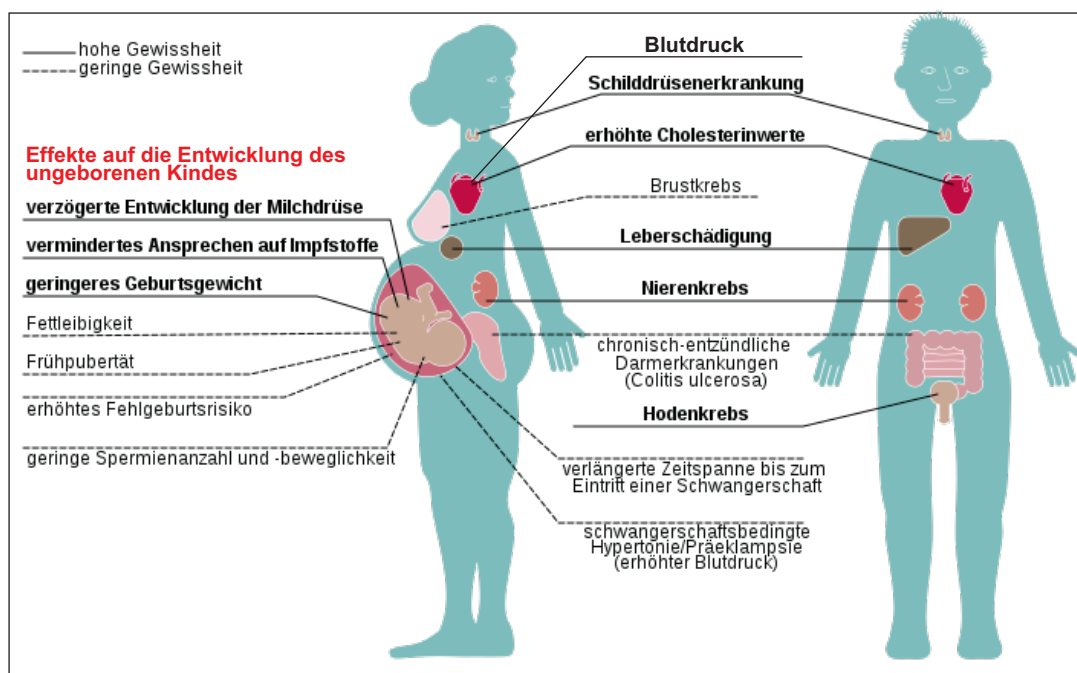 hohe Gewissheit
geringe Gewissheit
Effekte auf die Entwicklung des
ungeborenen Kindes
verzögerte Entwicklung der Milchdrüse
vermindertes Ansprechen auf Impfstoffe
geringeres Geburtsgewicht
Fettleibigkeit
Frühpubertät
erhöhtes Fehlgeburtsrisiko
geringe Spermienanzahl und -beweglichkeit
Blutdruck
Schilddrüsenerkrankung
erhöhte Cholesterinwerte
Brustkrebs
Leberschädigung
Nierenkrebs
chronisch-entzündliche
Darmerkrankungen
(Colitis ulcerosa)
Hodenkrebs
verlängerte Zeitspanne bis zum
Eintritt einer Schwangerschaft
schwangerschaftsbedingte
Hypertonie/Präeklampsie
(erhöhter Blutdruck)